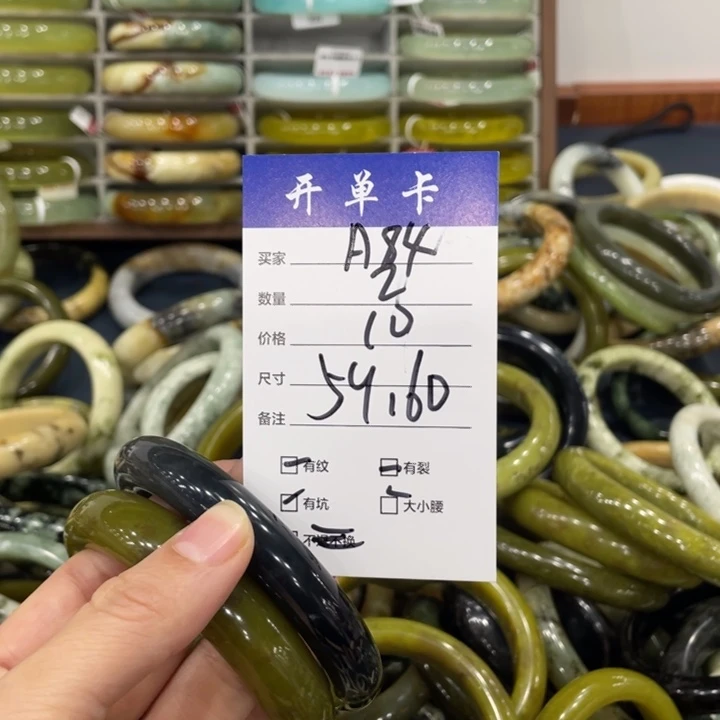 开单卡
买家 A84
数量 2
价格 10
尺寸 54,60
备注
有纹 有裂
有坑 大小腰